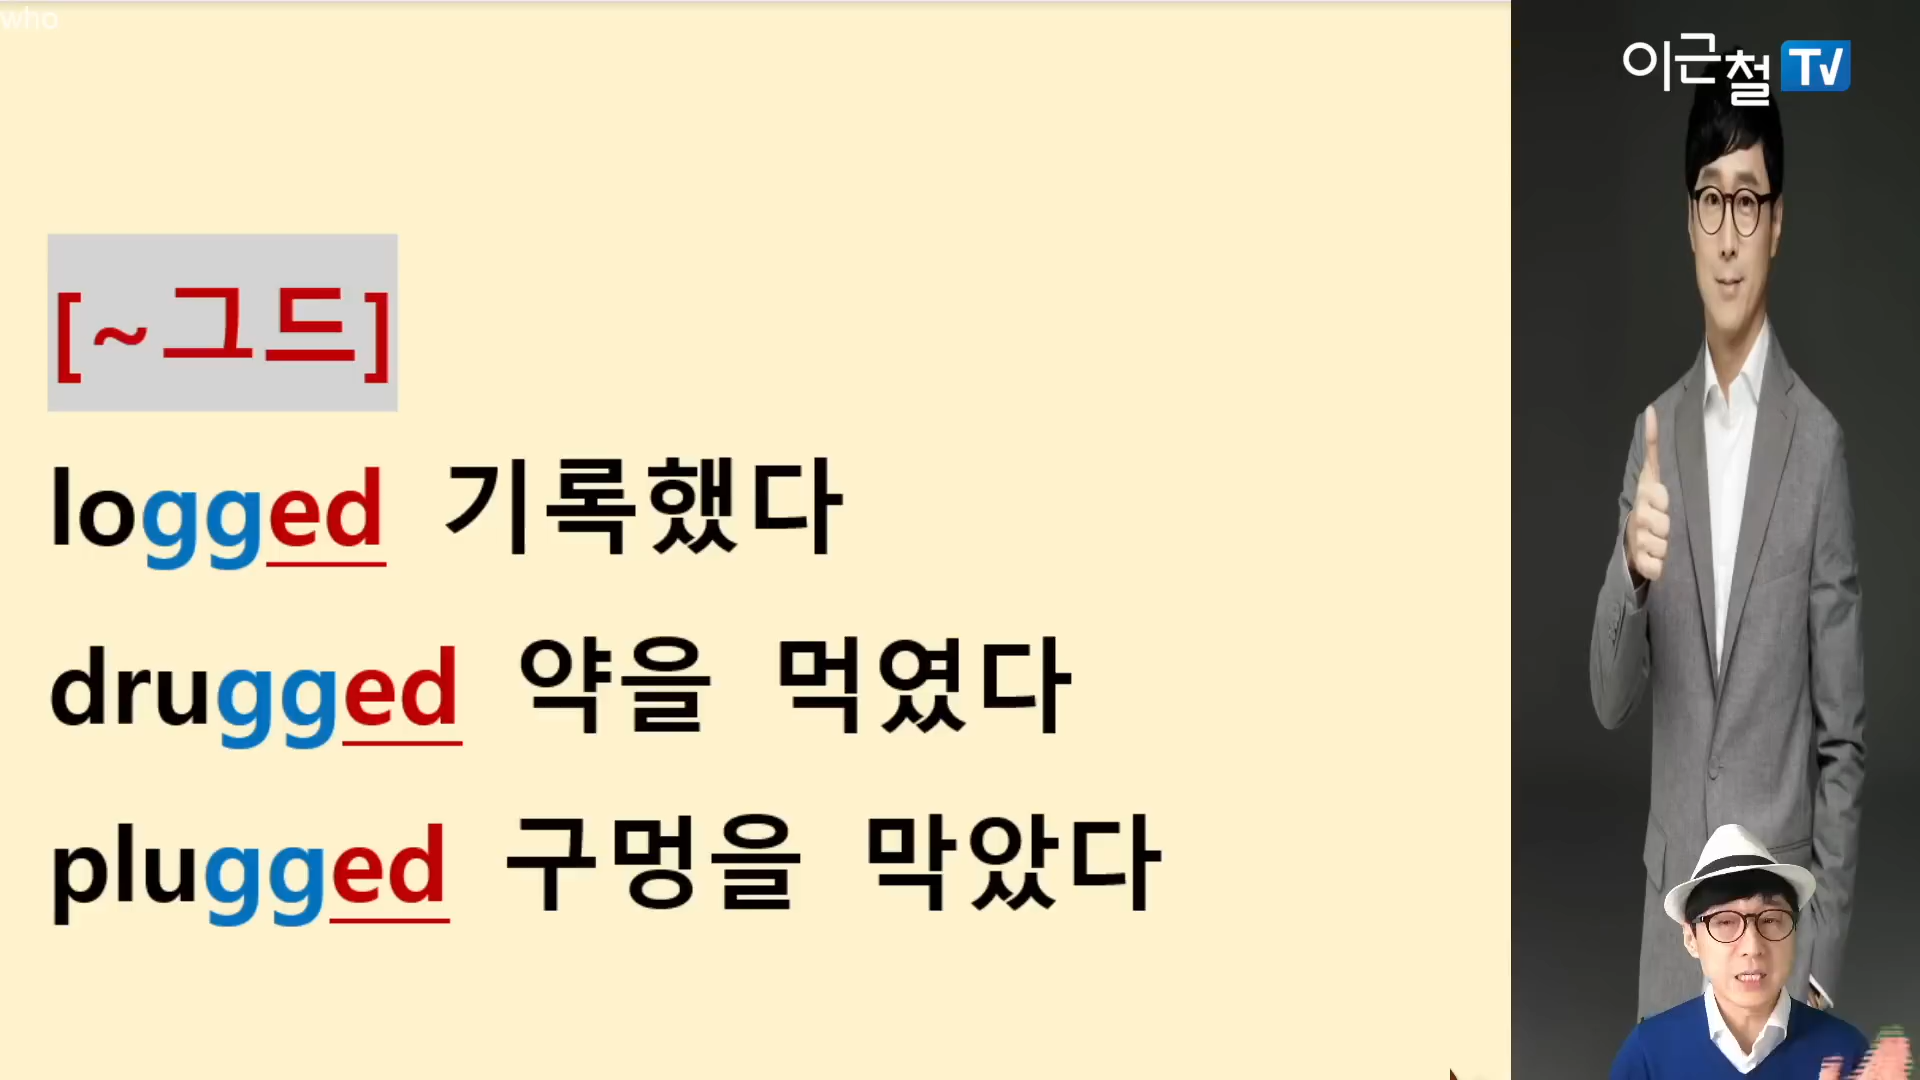 who
이근철 TV
[~그드]
logged 기록했다
drugged 약을 먹였다
plugged 구멍을 막았다